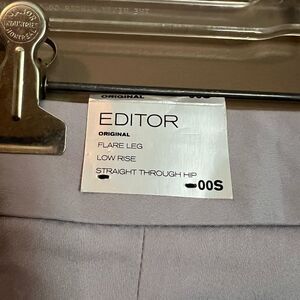 ORIGINAL
EDITOR
ORIGINAL
FLARE LEG
LOW RISE
STRAIGHT THROUGH HIP
00S